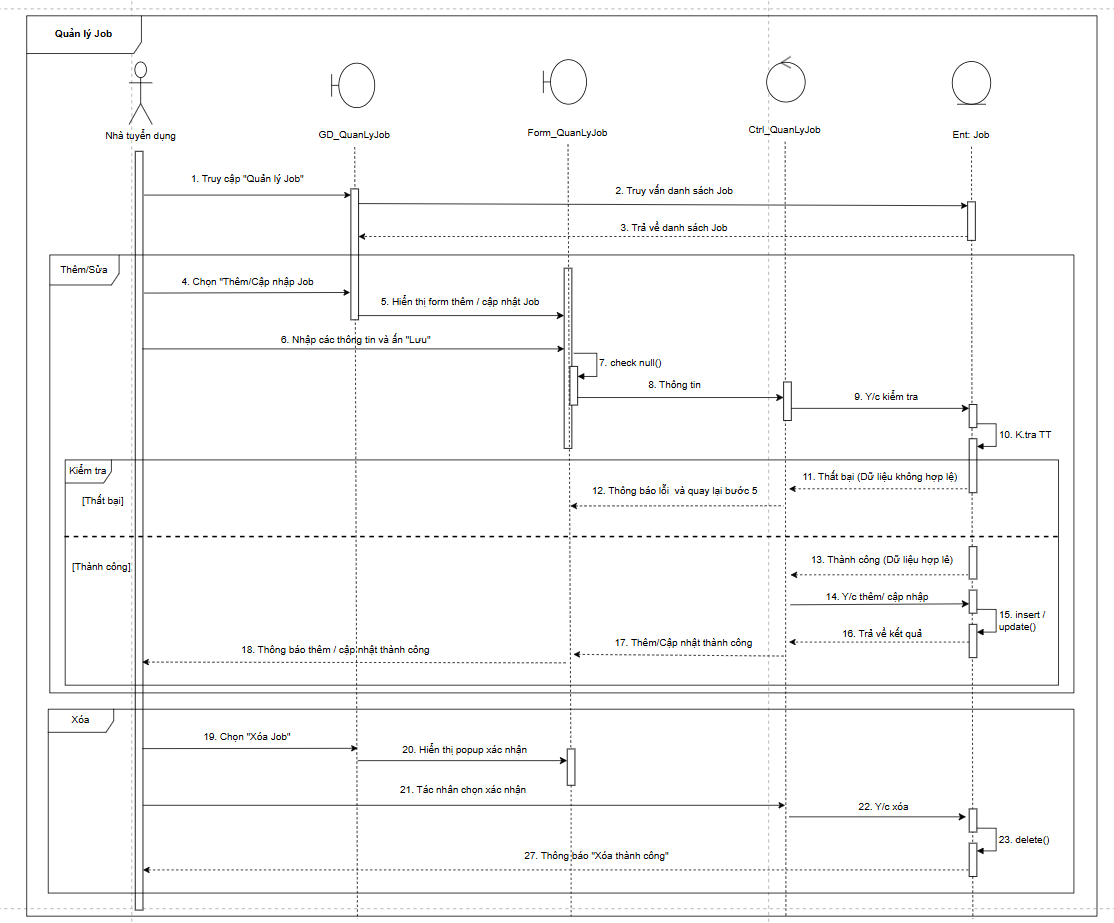 Quản lý Job
Nhà tuyển dụng
GD_QuanLyJob
Form_QuanLyJob
Ctrl_QuanLyJob
Ent: Job
1. Truy cập "Quản lý Job"
2. Truy vấn danh sách Job
3. Trả về danh sách Job
Thêm/Sửa
4. Chọn "Thêm/Cập nhập Job
5. Hiển thị form thêm / cập nhật Job
6. Nhập các thông tin và ấn "Lưu"
7. check null()
8. Thông tin
9. Y/c kiểm tra
10. K.tra TT
Kiểm tra
[Thất bại]
11. Thất bại (Dữ liệu không hợp lệ)
12. Thông báo lỗi và quay lại bước 5
[Thành công]
13. Thành công (Dữ liệu hợp lê)
14. Y/c thêm/ cập nhập
15. insert /
update()
16. Trả về kết quả
17. Thêm/Cập nhật thành công
18. Thông báo thêm / cập nhật thành công
Xóa
19. Chọn "Xóa Job"
20. Hiển thị popup xác nhận
21. Tác nhân chọn xác nhận
22. Y/c xóa
23. delete()
27. Thông báo "Xóa thành công"